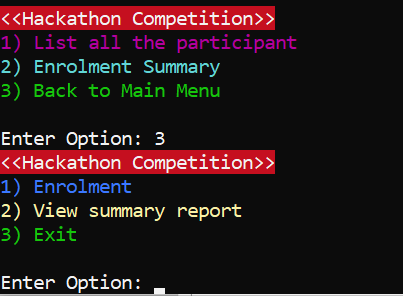 <<Hackathon Competition>>
1) List all the participant
2) Enrolment Summary
3) Back to Main Menu
Enter Option: 3
<<Hackathon Competition>>
1) Enrolment
2) View summary report
3) Exit
Enter Option: